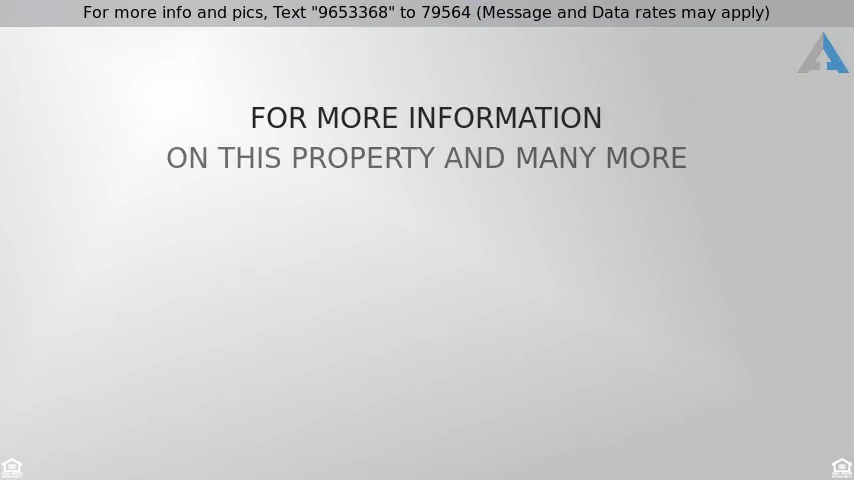 For more info and pics, Text "9653368" to 79564 (Message and Data rates may apply)
FOR MORE INFORMATION
ON THIS PROPERTY AND MANY MORE